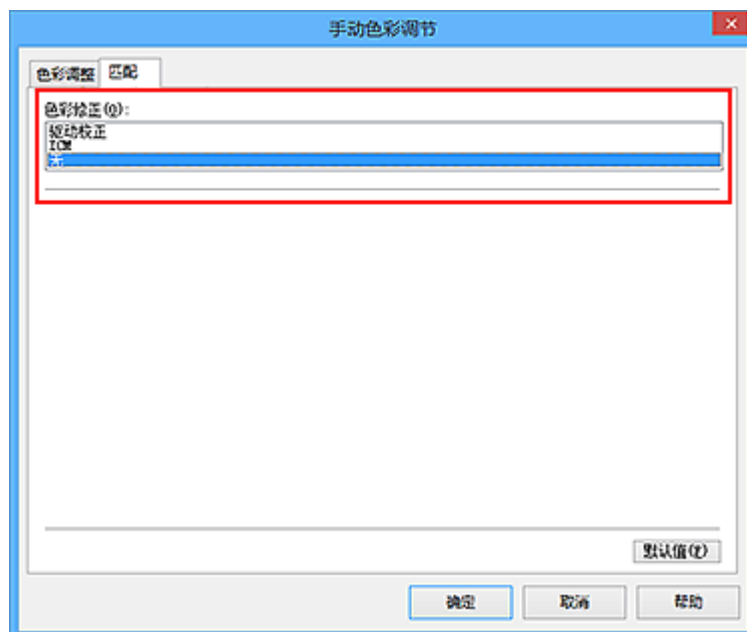 手动色彩调节
色彩调整 匹配
色彩修正(Q):
驱动校正
ICM
无
默认值(T)
确定 取消 帮助